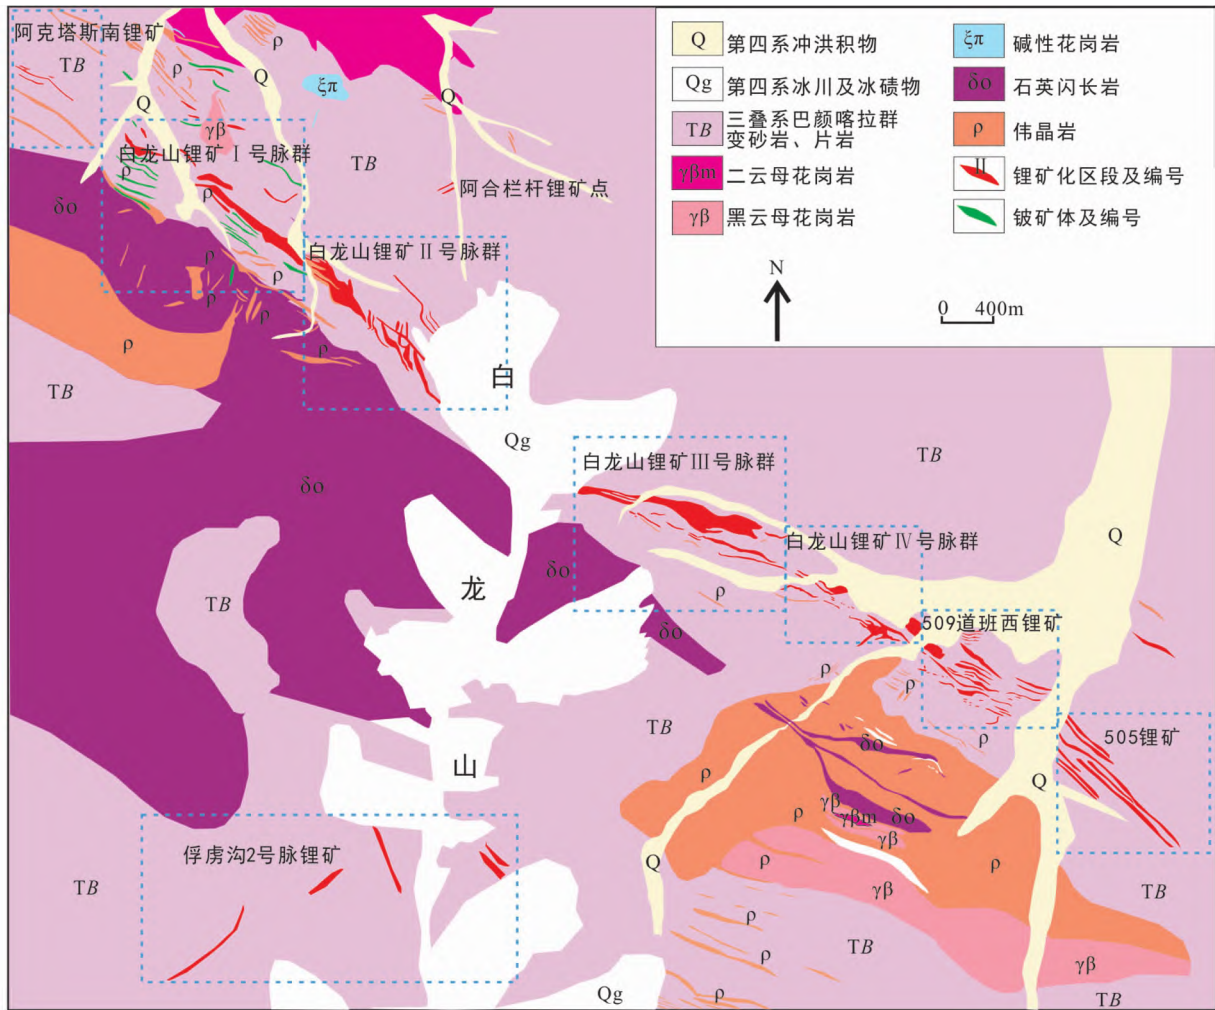 阿克塔斯南锂矿
TB
ρ
ρ
Q
Q
ξπ
Q
γβ
白龙山锂矿Ⅰ号脉群
TB
ρ
ρ
阿合栏杆锂矿点
δo
白龙山锂矿Ⅱ号脉群
ρ
ρ
ρ
ρ
ρ
ρ
TB
白
Qg
δo
龙
山
TB
白龙山锂矿Ⅲ号脉群
TB
白龙山锂矿Ⅳ号脉群
Q
δo
ρ
δo
509道班西锂矿
ρ
ρ
TB
δo
ρ
505锂矿
ρ
Q
γβ
γβm
δo
ρ
γβ
俘虏沟2号脉锂矿
Q
ρ
ρ
TB
γβ
TB
ρ
TB
ρ
γβ
Qg
ρ
TB
Q 第四系冲洪积物
Qg 第四系冰川及冰碛物
TB 三叠系巴颜喀拉群
变砂岩、片岩
γβm 二云母花岗岩
γβ 黑云母花岗岩
ξπ 碱性花岗岩
δo 石英闪长岩
ρ 伟晶岩
Ⅱ 锂矿化区段及编号
铍矿体及编号
N
0 400m